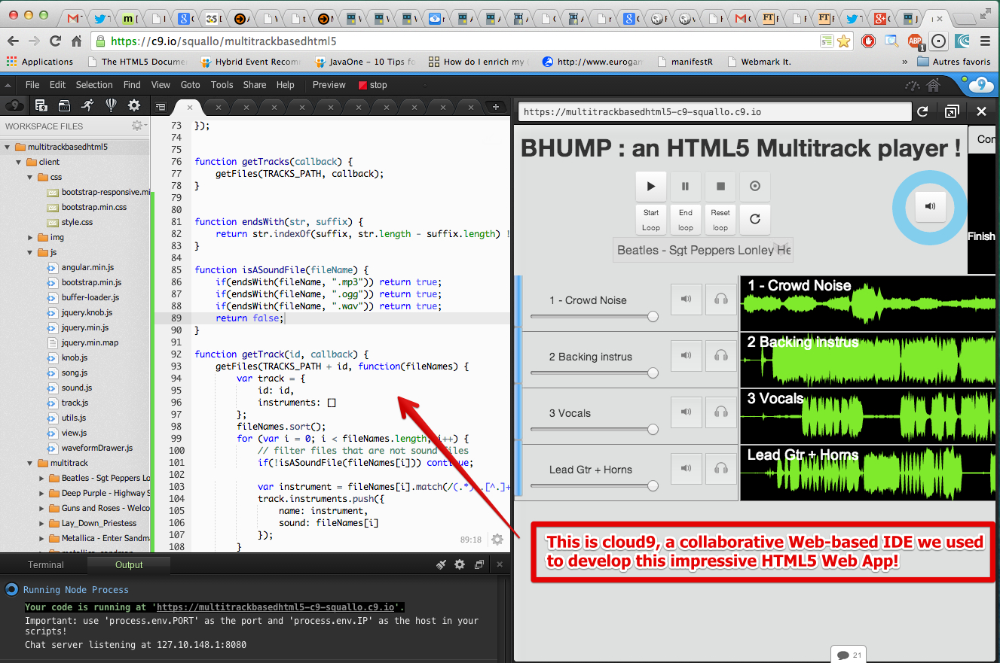 https://c9.io/squallo/multitrackbasedhtml5
Applications
The HTML5 Docume
Hybrid Event Recom
JavaOne - 10 Tips fo
How do I enrich my
http://www.eurogam
manifestR
Webmark It.
»
Autres favoris
File Edit Selection Find View Goto Tools Share Help Preview stop
WORKSPACE FILES
multitrackbasedhtml5
client
css
bootstrap-responsive.mi
bootstrap.min.css
style.css
img
js
angular.min.js
bootstrap.min.js
buffer-loader.js
jquery.knob.js
jquery.min.js
jquery.min.map
knob.js
song.js
sound.js
track.js
utils.js
view.js
waveformDrawer.js
multitrack
Beatles - Sgt Peppers Lo
Deep Purple - Highway S
Guns and Roses - Welco
Lay_Down_Priestess
Metallica - Enter Sandm
73 });
74
75
76 function getTracks(callback) {
77 getFiles(TRACKS_PATH, callback);
78 }
79
80
81 function endsWith(str, suffix) {
82 return str.indexOf(suffix, str.length - suffix.length) !
83 }
84
85 function isASoundFile(fileName) {
86 if(endsWith(fileName, ".mp3")) return true;
87 if(endsWith(fileName, ".ogg")) return true;
88 if(endsWith(fileName, ".wav")) return true;
89 return false;
90 }
91
92 function getTrack(id, callback) {
93 getFiles(TRACKS_PATH + id, function(fileNames) {
94 var track = {
95 id: id,
96 instruments: []
97 };
98 fileNames.sort();
99 for (var i = 0; i < fileNames.length; i++) {
100 // filter files that are not sound files
101 if(!isASoundFile(fileNames[i])) continue;
102
103 var instrument = fileNames[i].match(/(.*)
104 track.instruments.push({
105 name: instrument,
106 sound: fileNames[i]
107 });
108 }
89:18
Terminal
Output
Running Node Process
Your code is running at 'https://multitrackbasedhtml5-c9-squallo.c9.io'.
Important: use 'process.env.PORT' as the port and 'process.env.IP' as the host in your
scripts!
Chat server listening at 127.10.148.1:8080
https://multitrackbasedhtml5-c9-squallo.c9.io
BHUMP : an HTML5 Multitrack player !
Con
Start Loop
End loop
Reset loop
Finish
Beatles - Sgt Peppers Lonley He
1 - Crowd Noise
1 - Crowd Noise
2 Backing instrus
2 Backing instrus
3 Vocals
3 Vocals
Lead Gtr + Horns
Lead Gtr + Horns
This is cloud9, a collaborative Web-based IDE we used
to develop this impressive HTML5 Web App!
21